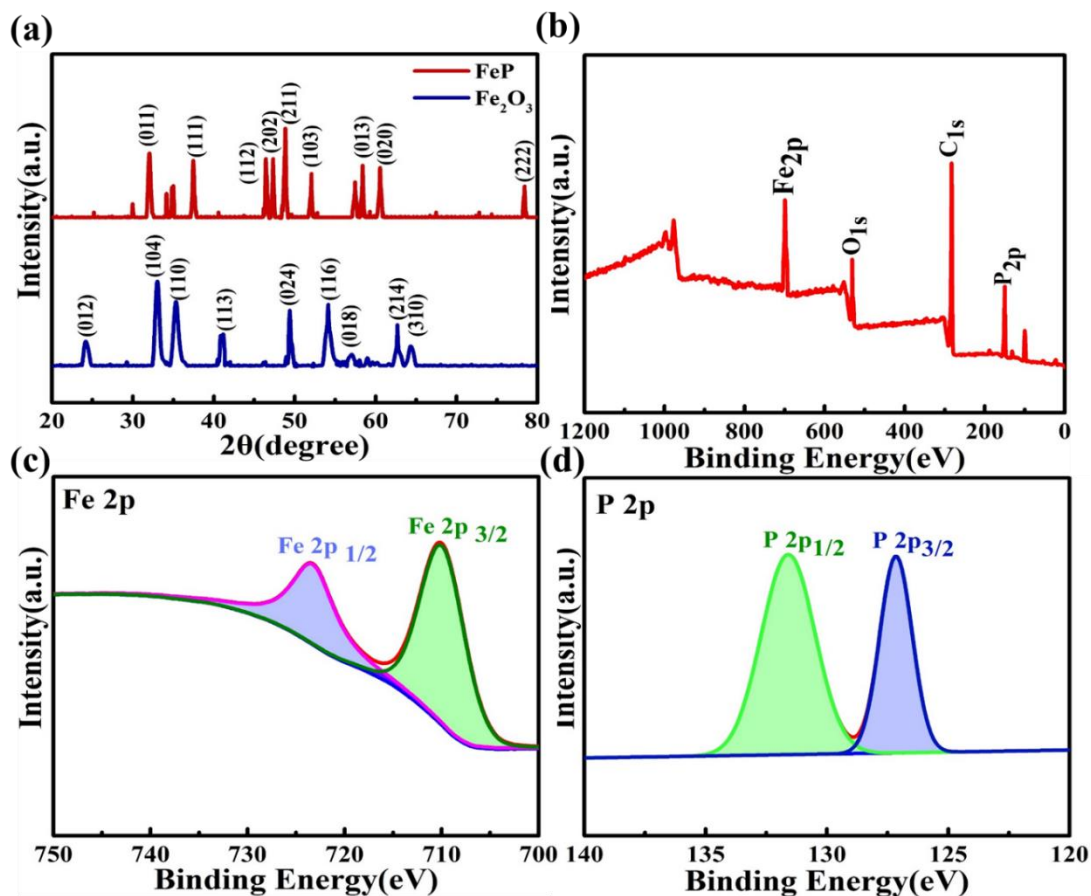 (a)
FeP
Fe₂O₃
(011)
(111)
(112)
(202)
(211)
(103)
(013)
(020)
(222)
(012)
(104)
(110)
(113)
(024)
(116)
(018)
(214)
(310)
Intensity(a.u.)
20 30 40 50 60 70 80
2θ(degree)
(b)
Fe2p
O1s
C1s
P2p
Intensity(a.u.)
1200 1000 800 600 400 200 0
Binding Energy(eV)
(c)
Fe 2p
Fe 2p 1/2
Fe 2p 3/2
Intensity(a.u.)
750 740 730 720 710 700
Binding Energy(eV)
(d)
P 2p
P 2p1/2
P 2p3/2
Intensity(a.u.)
140 135 130 125 120
Binding Energy(eV)